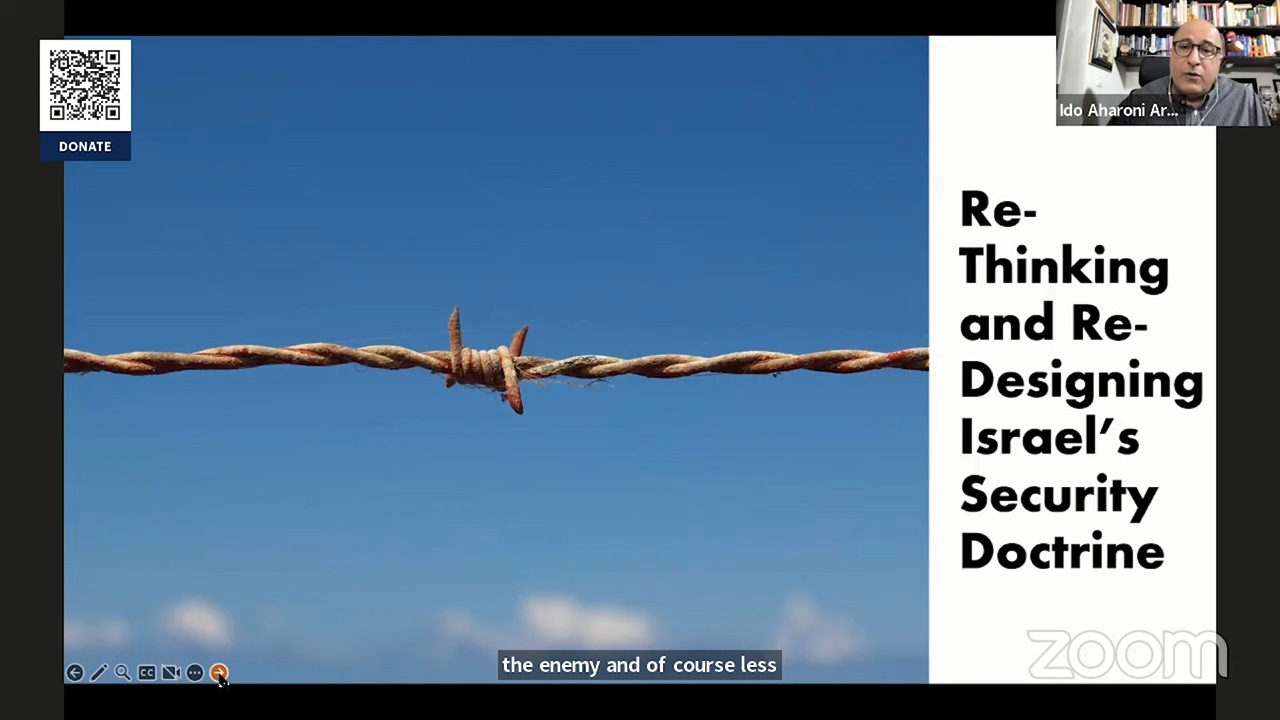 DONATE
Ido Aharoni Ar...
Re-
Thinking
and Re-
Designing
Israel’s
Security
Doctrine
the enemy and of course less
CC
zoom